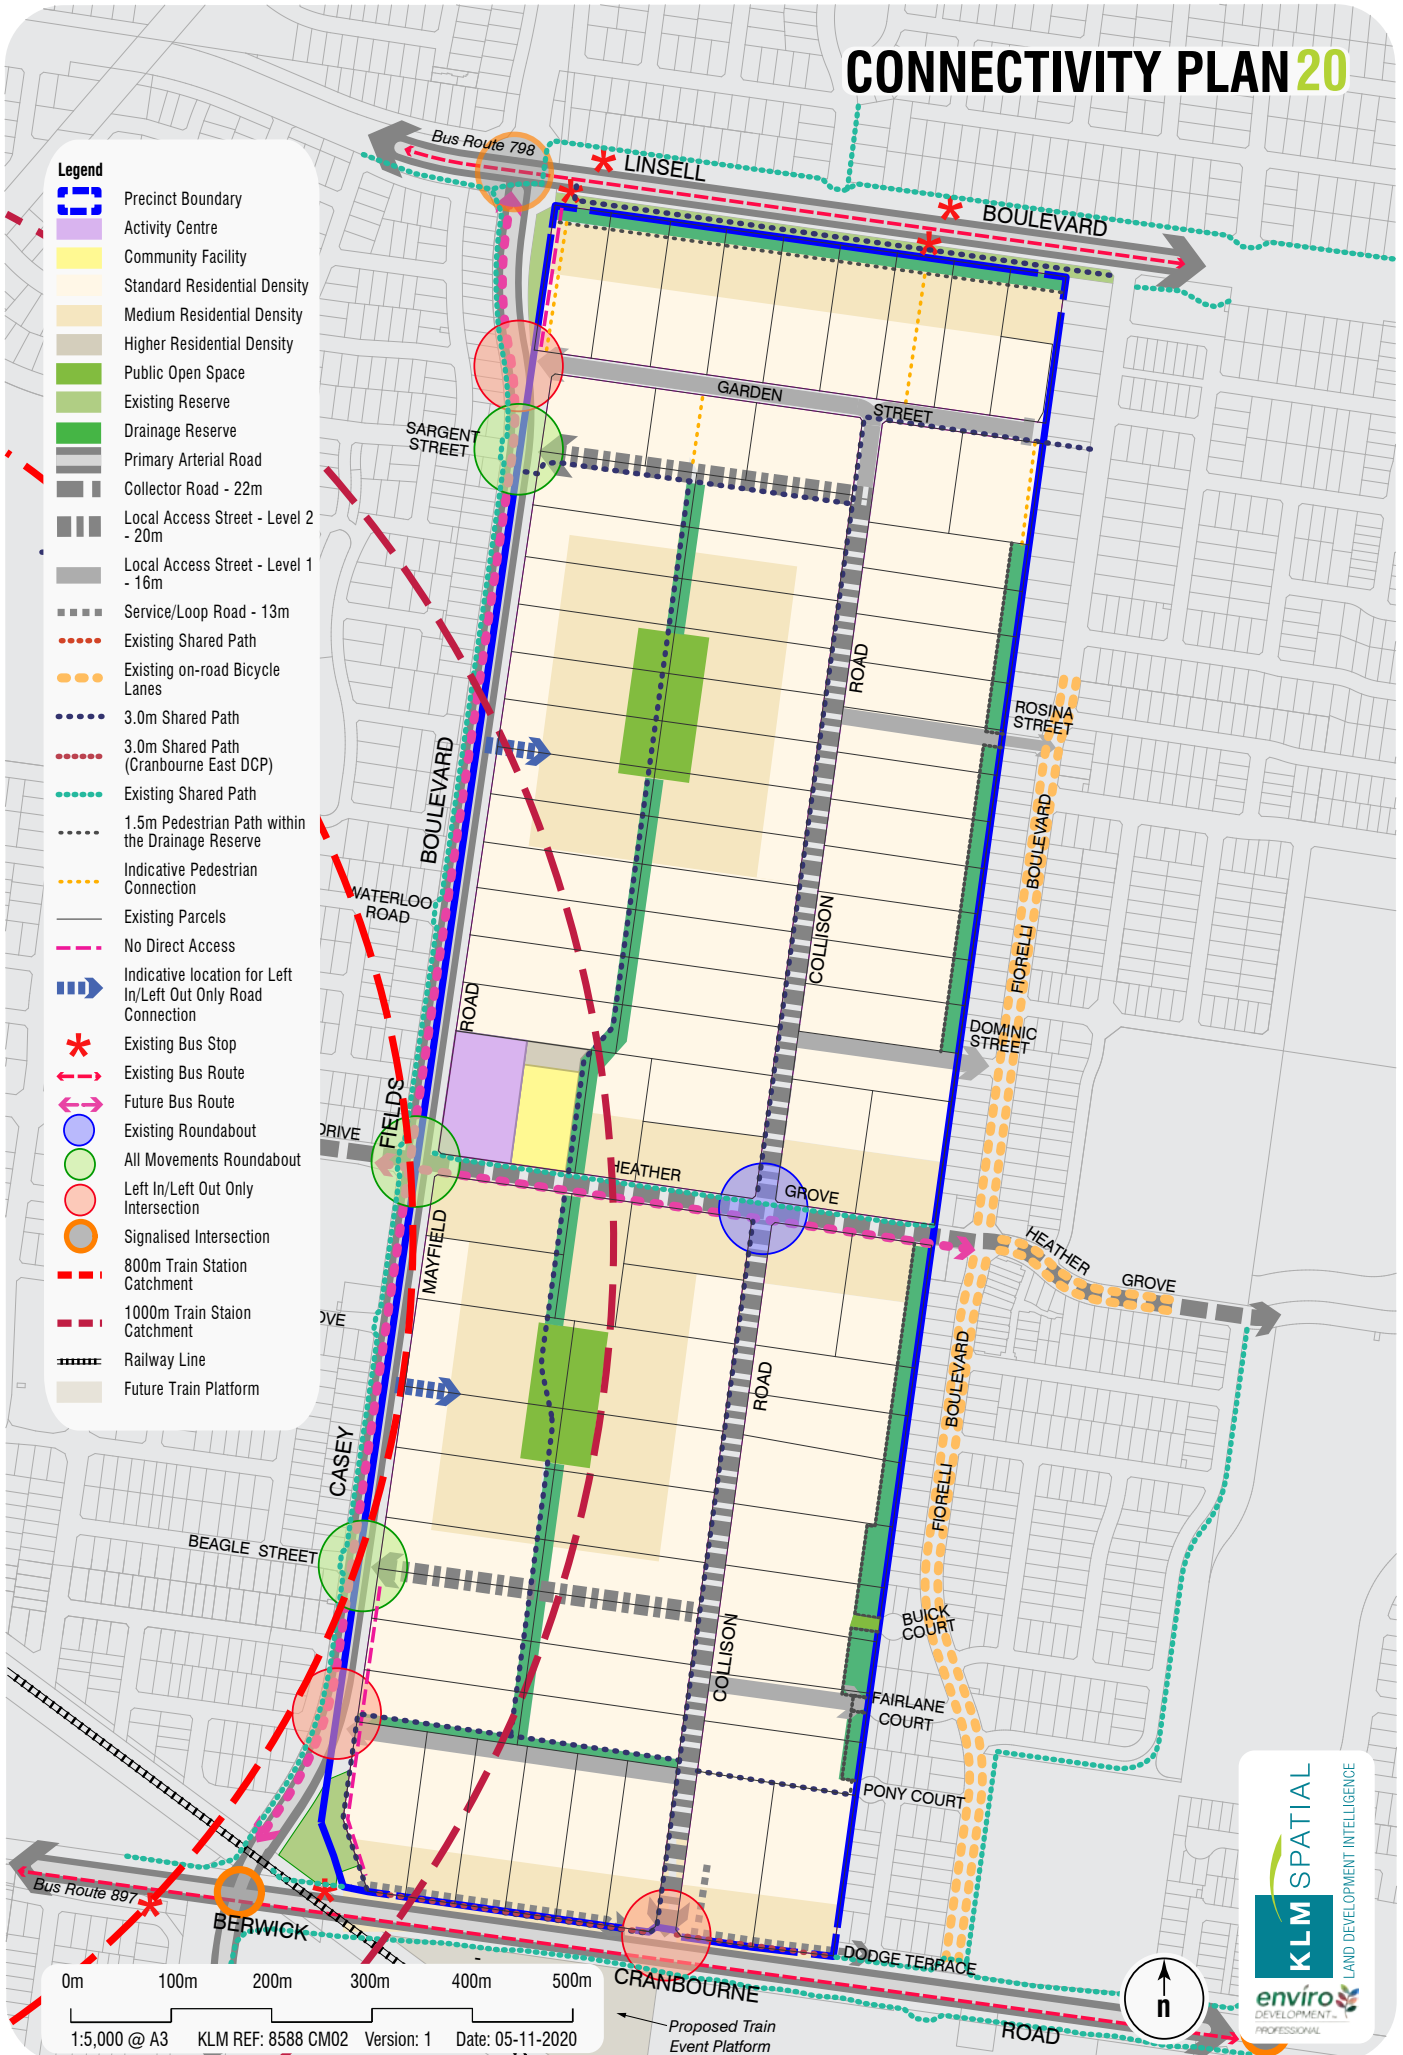 CONNECTIVITY PLAN 20
Bus Route 798
LINSELL
BOULEVARD
Legend
Precinct Boundary
Activity Centre
Community Facility
Standard Residential Density
Medium Residential Density
Higher Residential Density
Public Open Space
Existing Reserve
Drainage Reserve
Primary Arterial Road
Collector Road - 22m
Local Access Street - Level 2
- 20m
Local Access Street - Level 1
- 16m
Service/Loop Road - 13m
Existing Shared Path
Existing on-road Bicycle
Lanes
3.0m Shared Path
3.0m Shared Path
(Cranbourne East DCP)
Existing Shared Path
1.5m Pedestrian Path within
the Drainage Reserve
Indicative Pedestrian
Connection
Existing Parcels
No Direct Access
Indicative location for Left
In/Left Out Only Road
Connection
Existing Bus Stop
Existing Bus Route
Future Bus Route
Existing Roundabout
All Movements Roundabout
Left In/Left Out Only
Intersection
Signalised Intersection
800m Train Station
Catchment
1000m Train Staion
Catchment
Railway Line
Future Train Platform
GARDEN
STREET
SARGENT
STREET
ROAD
ROSINA
STREET
BOULEVARD
BOULEVARD
WATERLOO
ROAD
COLLISON
FIORELLI
ROAD
DOMINIC
STREET
FIELDS
DRIVE
HEATHER
GROVE
MAYFIELD
HEATHER
GROVE
OVE
ROAD
BOULEVARD
CASEY
FIORELLI
BEAGLE STREET
BUICK
COURT
COLLISON
FAIRLANE
COURT
PONY COURT
Bus Route 897
BERWICK
DODGE TERRACE
CRANBOURNE
ROAD
Proposed Train
Event Platform
0m 100m 200m 300m 400m 500m
1:5,000 @ A3 KLM REF: 8588 CM02 Version: 1 Date: 05-11-2020
n
KLM SPATIAL
LAND DEVELOPMENT INTELLIGENCE
enviro
DEVELOPMENT
PROFESSIONAL